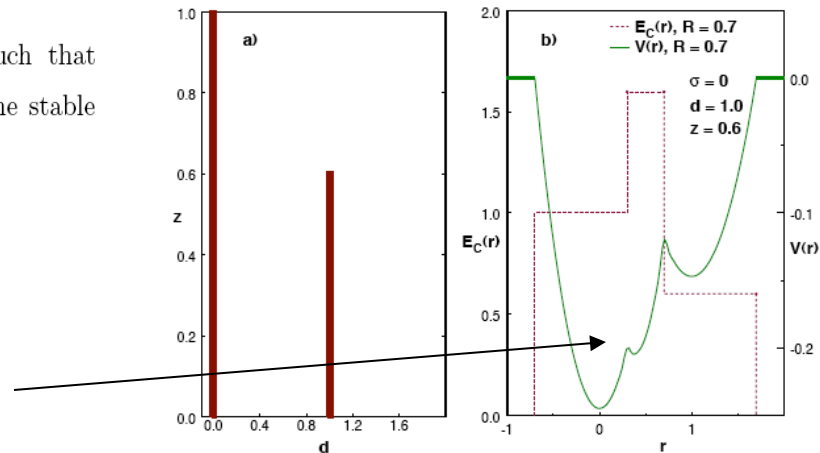 uch that
ne stable
a)
1.0
0.8
0.6
0.4
0.2
0.0
z
0.0 0.4 0.8 1.2 1.6
d
b)
E_C(r), R = 0.7
V(r), R = 0.7
σ = 0
d = 1.0
z = 0.6
2.0
1.5
1.0
0.5
0.0
E_C(r)
0.0
-0.1
-0.2
V(r)
-1 0 1
r